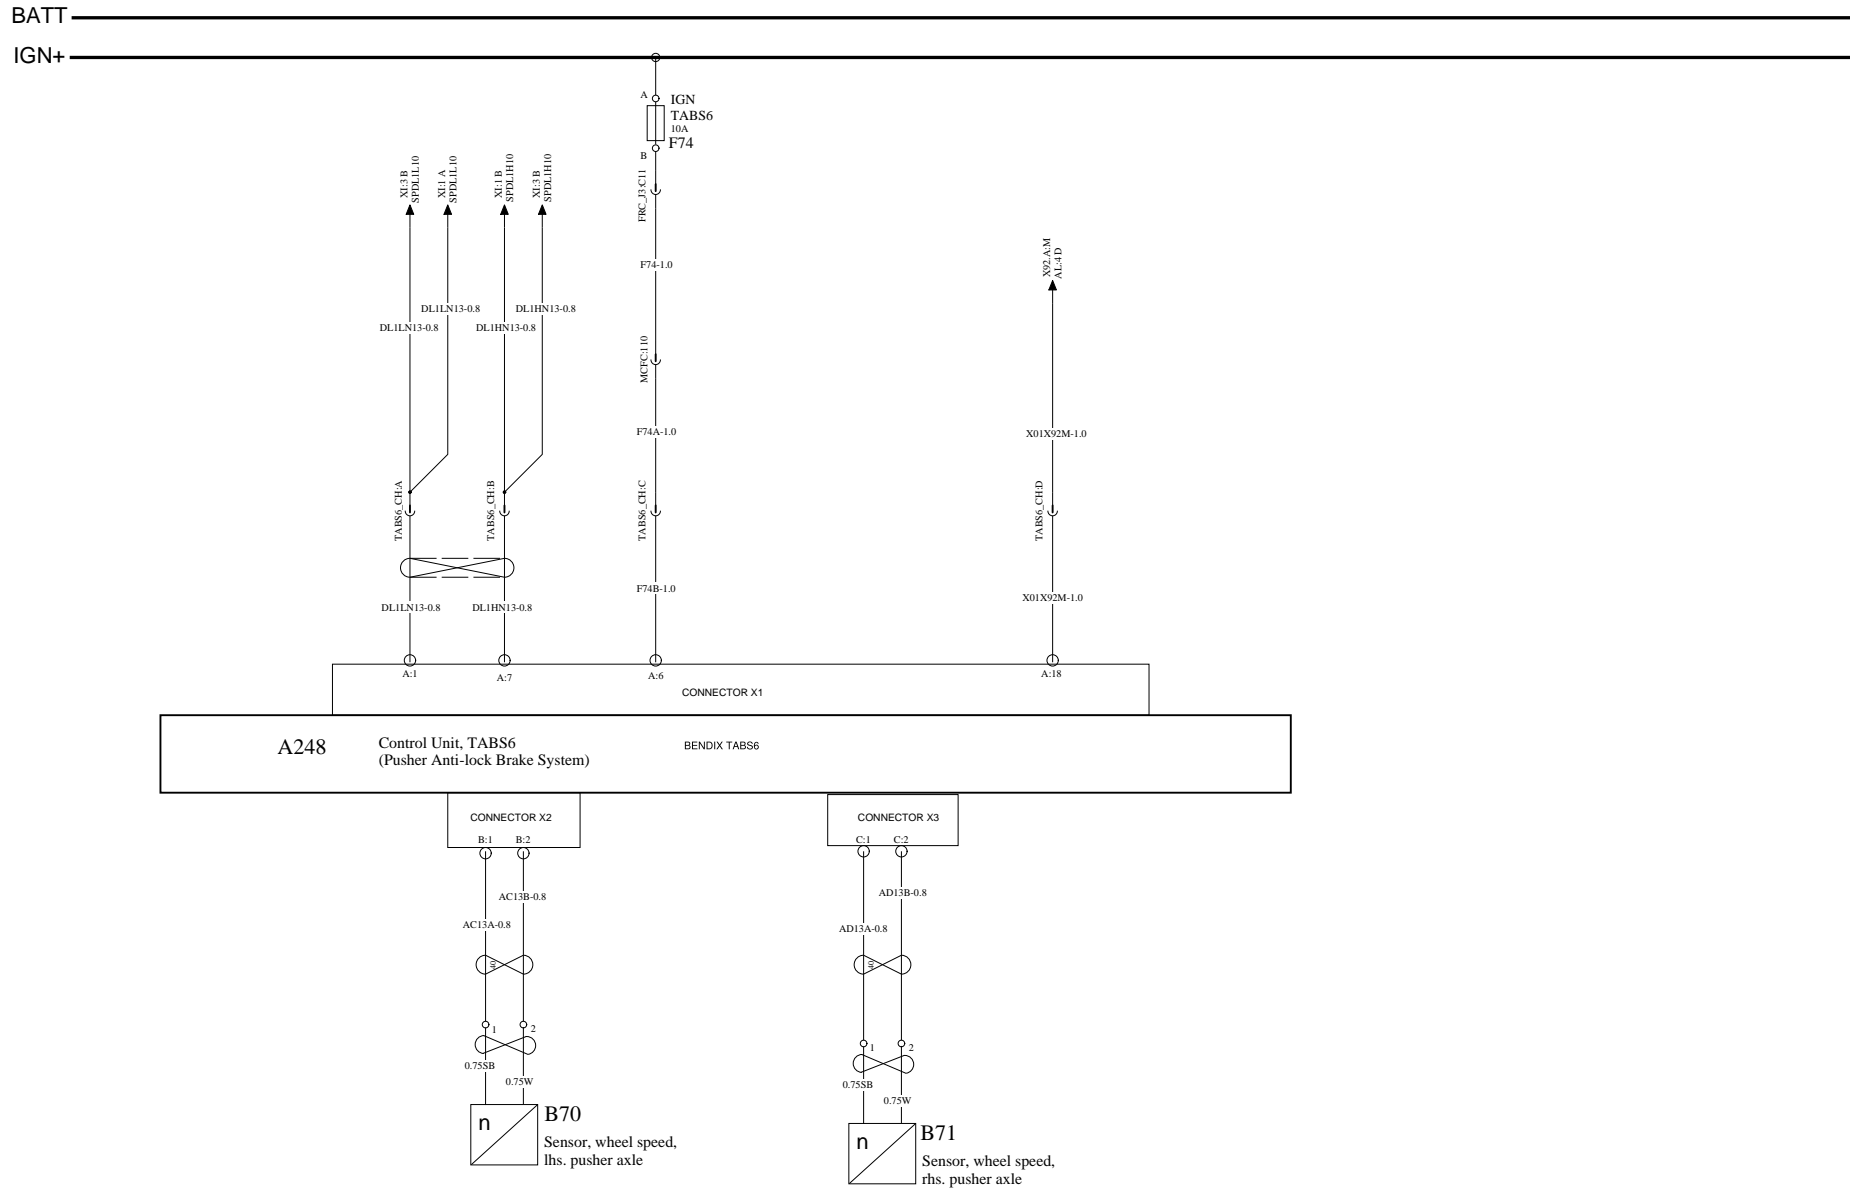 BATT
IGN+
A
IGN
TABS6
10A
F74
B
XI:3 B
SPDL1L10
XI:1 A
SPDL1L10
XI:1 B
SPDL1H10
XI:3 B
SPDL1H10
FRC_J3:C11
F74-1.0
X92.A:M
AL:4 D
DL1LN13-0.8
DL1HN13-0.8
DL1LN13-0.8
DL1HN13-0.8
MCFC:110
F74A-1.0
X01X92M-1.0
TABS6_CH:A
TABS6_CH:B
TABS6_CH:C
TABS6_CH:D
F74B-1.0
X01X92M-1.0
DL1LN13-0.8
DL1HN13-0.8
A:1
A:7
A:6
A:18
CONNECTOR X1
A248
Control Unit, TABS6
(Pusher Anti-lock Brake System)
BENDIX TABS6
CONNECTOR X2
CONNECTOR X3
B:1
B:2
C:1
C:2
AC13B-0.8
AD13B-0.8
AC13A-0.8
AD13A-0.8
40
40
1
2
1
2
0.75SB
0.75W
0.75SB
0.75W
n
B70
Sensor, wheel speed,
lhs. pusher axle
n
B71
Sensor, wheel speed,
rhs. pusher axle